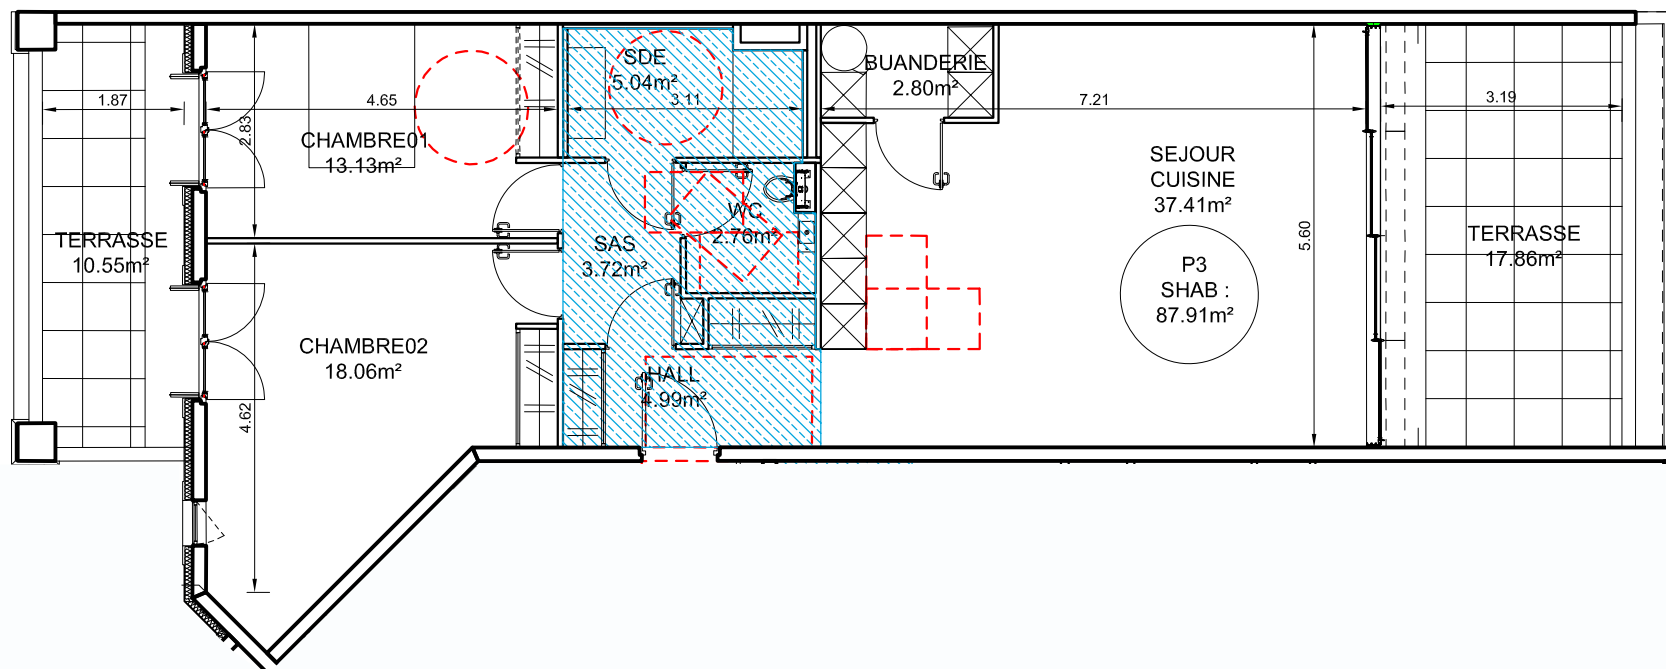 TERRASSE
10.55m²
1.87
4.65
2.83
CHAMBRE01
13.13m²
CHAMBRE02
18.06m²
4.62
SDE
5.04m²
3.11
WC
2.76m²
SAS
3.72m²
HALL
4.99m²
BUANDERIE
2.80m²
7.21
SEJOUR
CUISINE
37.41m²
P3
SHAB :
87.91m²
5.60
3.19
TERRASSE
17.86m²